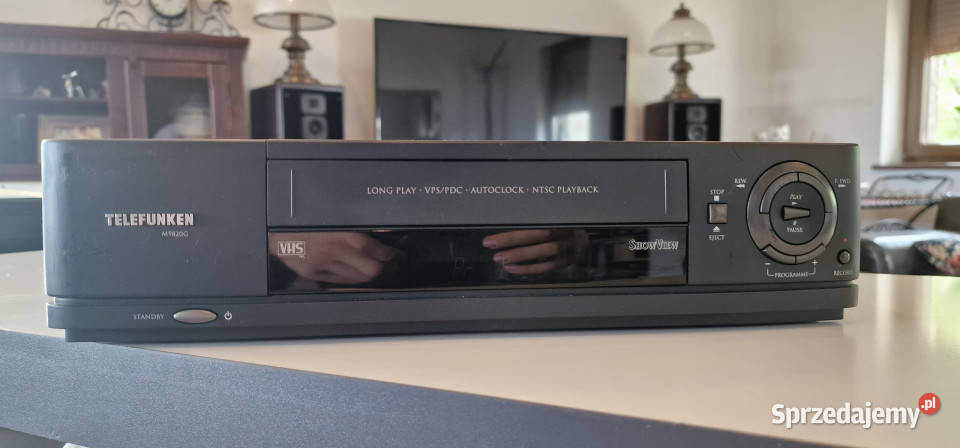 LONG PLAY · VPS/PDC · AUTOCLOCK · NTSC PLAYBACK
TELEFUNKEN
M9820G
VHS
SHOWVIEW
STOP
EJECT
REW.
F. FWD.
PLAY
PAUSE
- +
PROGRAMME
RECORD
STANDBY
Sprzedajemy.pl